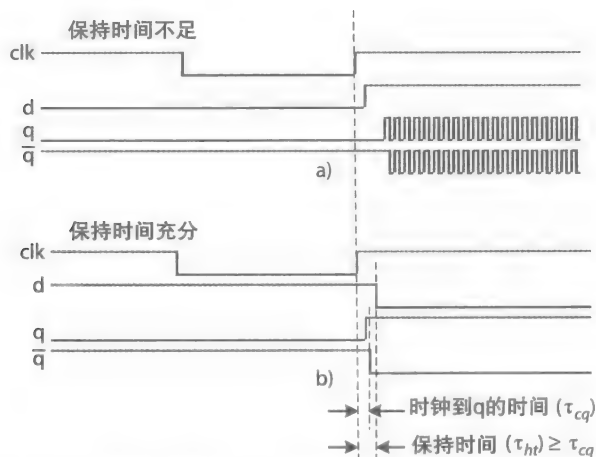 保持时间不足
clk
d
q
q̅
a)
保持时间充分
clk
d
q
q̅
b)
时钟到q的时间 (τcq)
保持时间 (τht) ≥ τcq